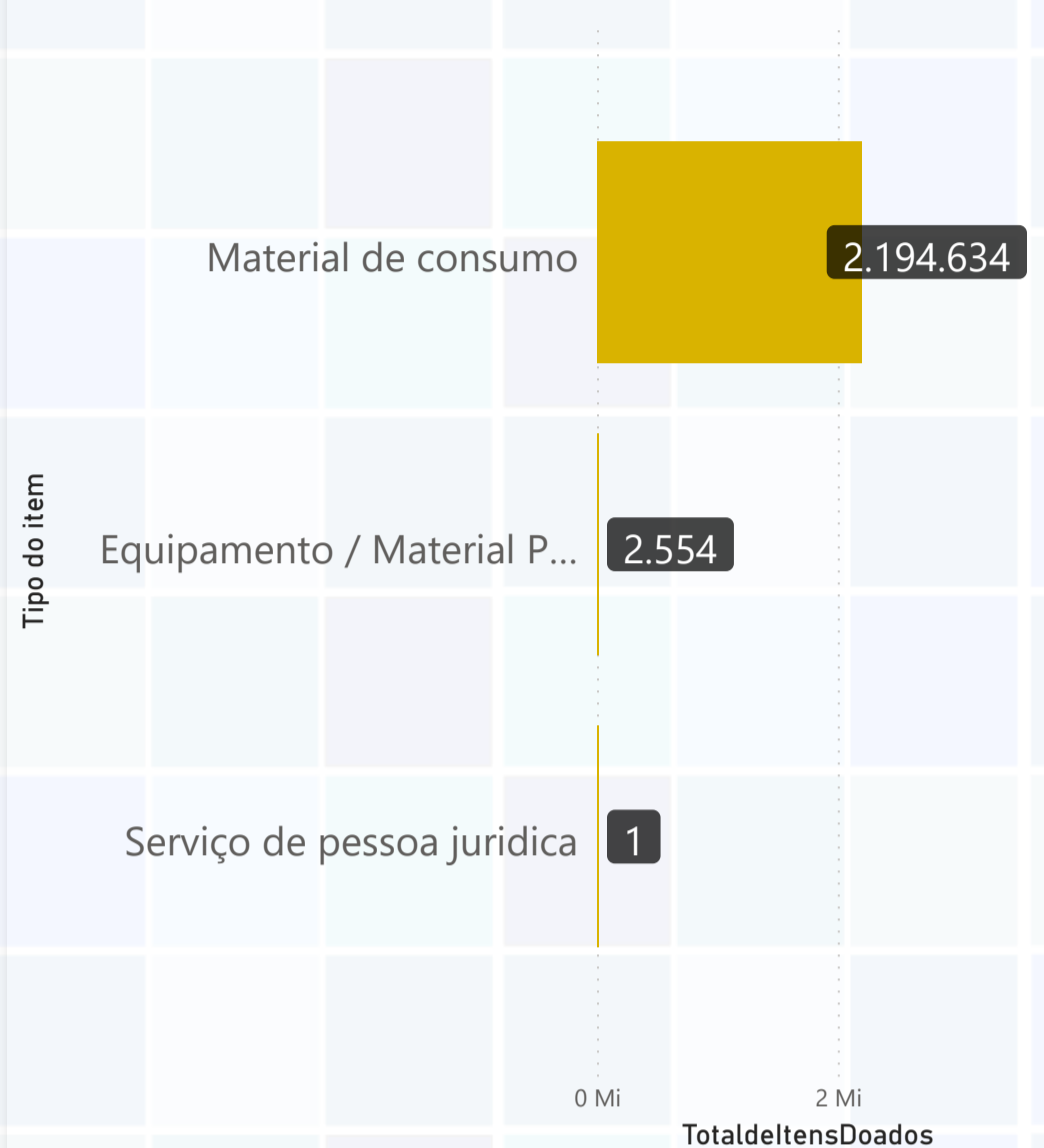 Tipo do item
Material de consumo
2.194.634
Equipamento / Material P...
2.554
Serviço de pessoa juridica
1
0 Mi
2 Mi
TotaldeItensDoados